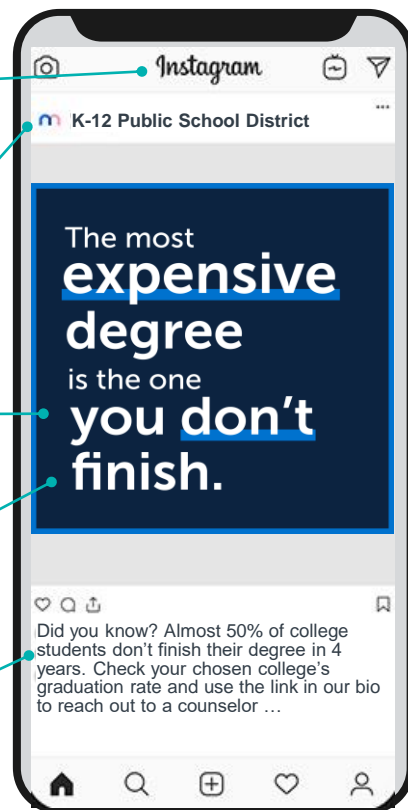 Instagram
K-12 Public School District
The most
expensive
degree
is the one
you don't
finish.
Did you know? Almost 50% of college
students don't finish their degree in 4
years. Check your chosen college's
graduation rate and use the link in our bio
to reach out to a counselor …